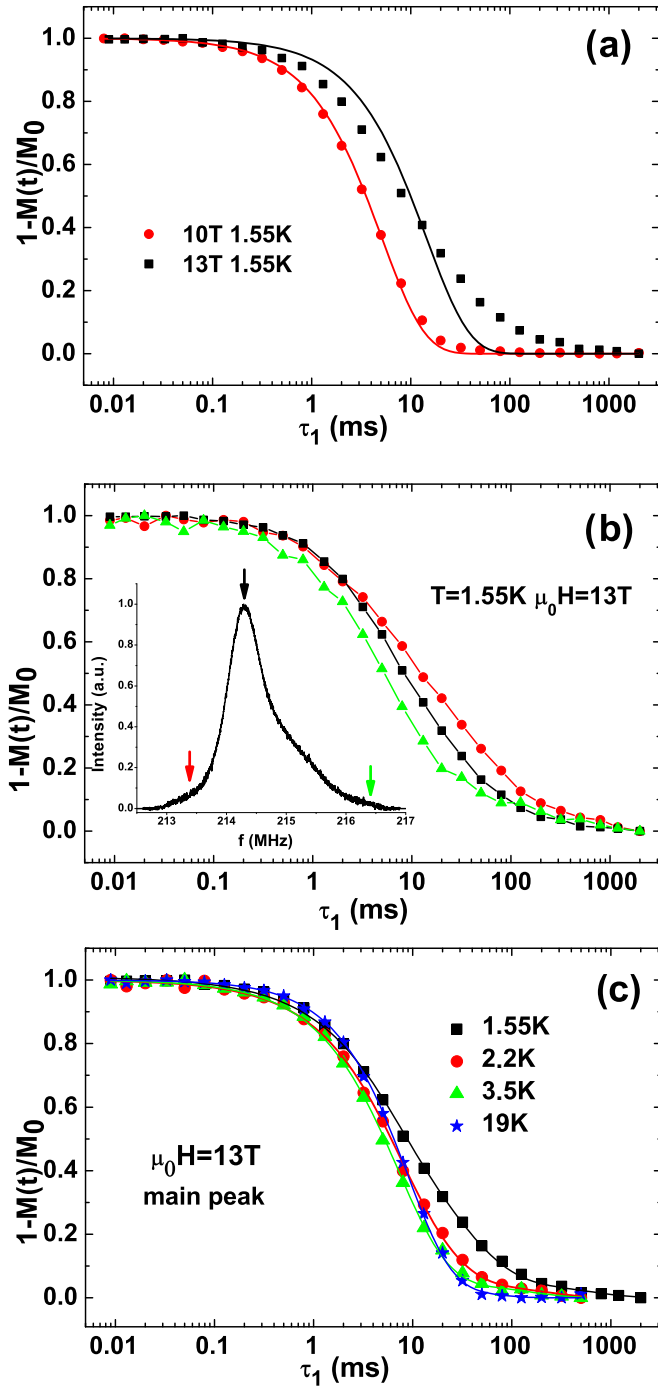 (a)
1.0
0.8
0.6
0.4
0.2
0.0
1-M(t)/M₀
10T 1.55K
13T 1.55K
0.01 0.1 1 10 100 1000
τ₁ (ms)
(b)
1.0
0.8
0.6
0.4
0.2
0.0
1-M(t)/M₀
T=1.55K μ₀H=13T
1.0
0.8
0.6
0.4
0.2
0.0
Intensity (a.u.)
213 214 215 216 217
f (MHz)
0.01 0.1 1 10 100 1000
τ₁ (ms)
(c)
1.0
0.8
0.6
0.4
0.2
0.0
1-M(t)/M₀
1.55K
2.2K
3.5K
19K
μ₀H=13T
main peak
0.01 0.1 1 10 100 1000
τ₁ (ms)